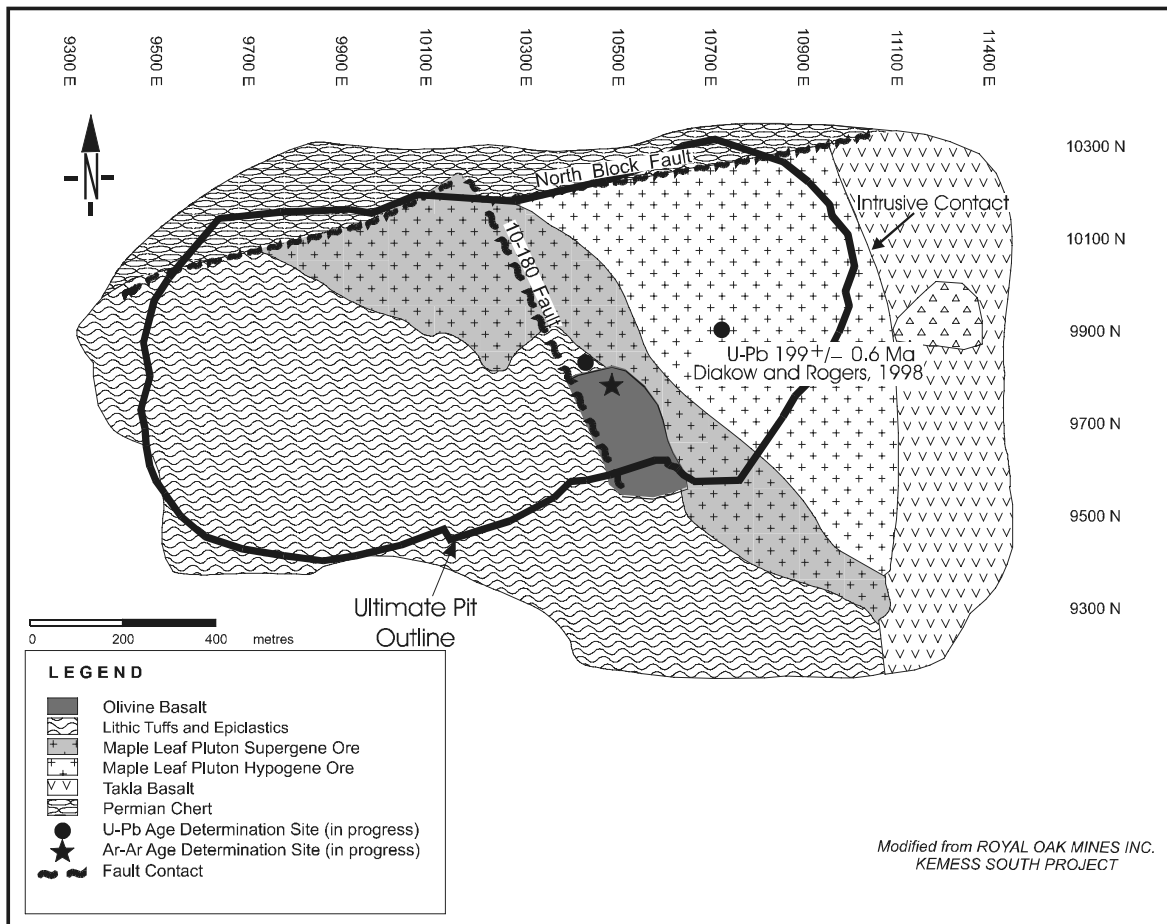 9300 E
9500 E
9700 E
9900 E
10100 E
10300 E
10500 E
10700 E
10900 E
11100 E
11400 E
N
10300 N
10100 N
9900 N
9700 N
9500 N
9300 N
North Block Fault
Intrusive Contact
10-180 Fault
U-Pb 199 +/- 0.6 Ma
Diakow and Rogers, 1998
Ultimate Pit
Outline
0 200 400 metres
LEGEND
Olivine Basalt
Lithic Tuffs and Epiclastics
Maple Leaf Pluton Supergene Ore
Maple Leaf Pluton Hypogene Ore
Takla Basalt
Permian Chert
U-Pb Age Determination Site (in progress)
Ar-Ar Age Determination Site (in progress)
Fault Contact
Modified from ROYAL OAK MINES INC.
KEMESS SOUTH PROJECT